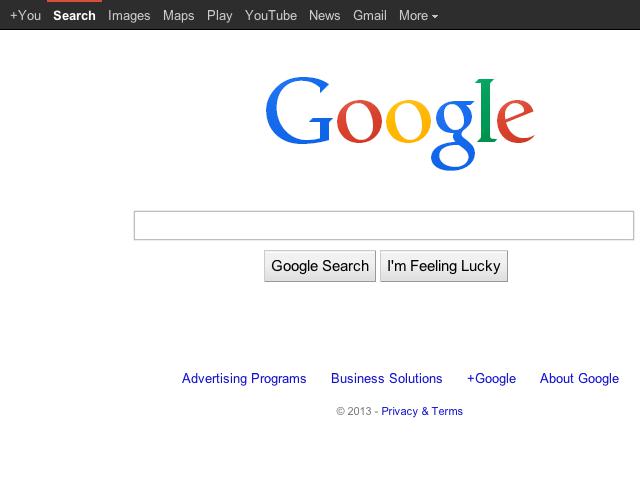 +You Search Images Maps Play YouTube News Gmail More
Google
Google Search I'm Feeling Lucky
Advertising Programs Business Solutions +Google About Google
© 2013 - Privacy & Terms